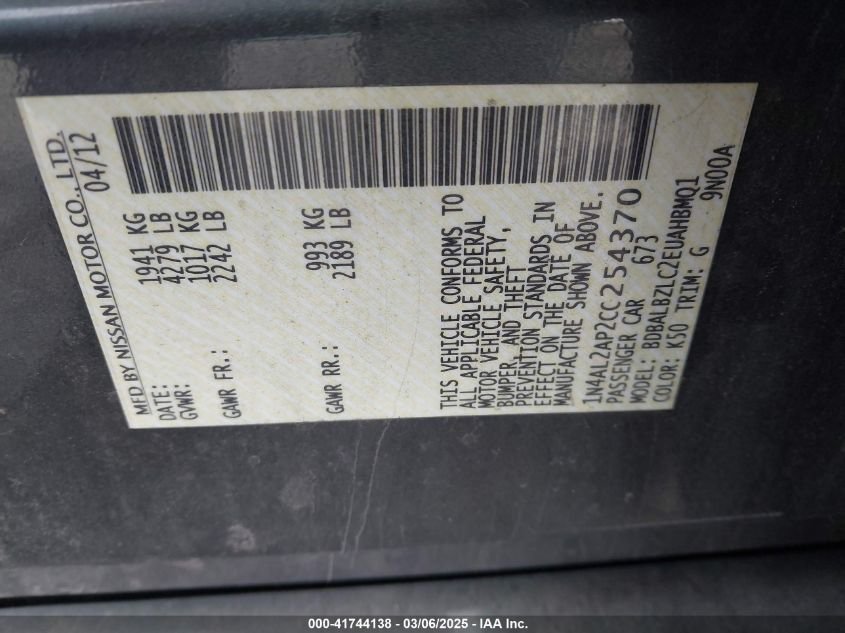 MFD BY NISSAN MOTOR CO., LTD.
DATE: 04/12
GVWR: 1941 KG
4279 LB
GAWR FR.: 1017 KG
2242 LB
GAWR RR.: 993 KG
2189 LB
THIS VEHICLE CONFORMS TO
ALL APPLICABLE FEDERAL
MOTOR VEHICLE SAFETY,
BUMPER, AND THEFT
PREVENTION STANDARDS IN
EFFECT ON THE DATE OF
MANUFACTURE SHOWN ABOVE.
1N4AL2AP2CC254370
PASSENGER CAR 673
MODEL: BDBALBZLC2EUAHBMQ1
COLOR: K50 TRIM: G 9N00A
000-41744138 - 03/06/2025 - IAA Inc.